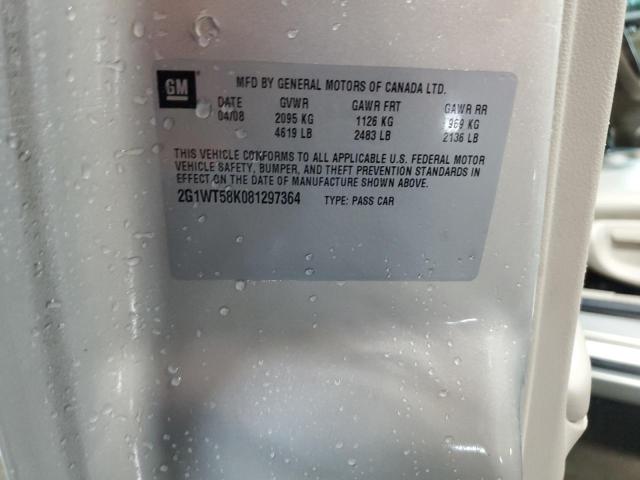 GM
MFD BY GENERAL MOTORS OF CANADA LTD.
DATE GVWR GAWR FRT GAWR RR
04/08 2095 KG 1126 KG 969 KG
4619 LB 2483 LB 2136 LB
THIS VEHICLE CONFORMS TO ALL APPLICABLE U.S. FEDERAL MOTOR
VEHICLE SAFETY, BUMPER, AND THEFT PREVENTION STANDARDS IN
EFFECT ON THE DATE OF MANUFACTURE SHOWN ABOVE.
2G1WT58K081297364 TYPE: PASS CAR